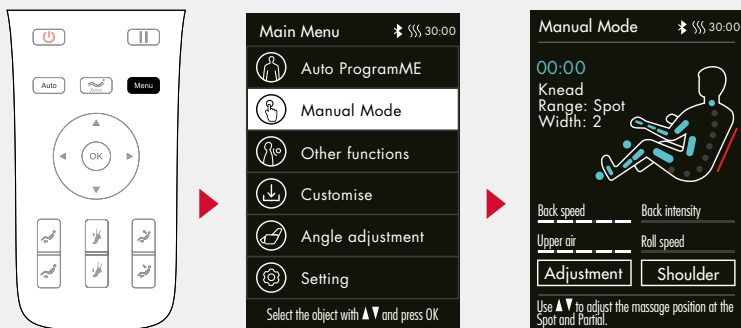 Auto
Zero
Menu
OK
Main Menu 30:00
Auto ProgramME
Manual Mode
Other functions
Customise
Angle adjustment
Setting
Select the object with ▲▼ and press OK
Manual Mode 30:00
00:00
Knead
Range: Spot
Width: 2
Back speed Back intensity
Upper air Roll speed
Adjustment Shoulder
Use ▲▼ to adjust the massage position at the
Spot and Partial.